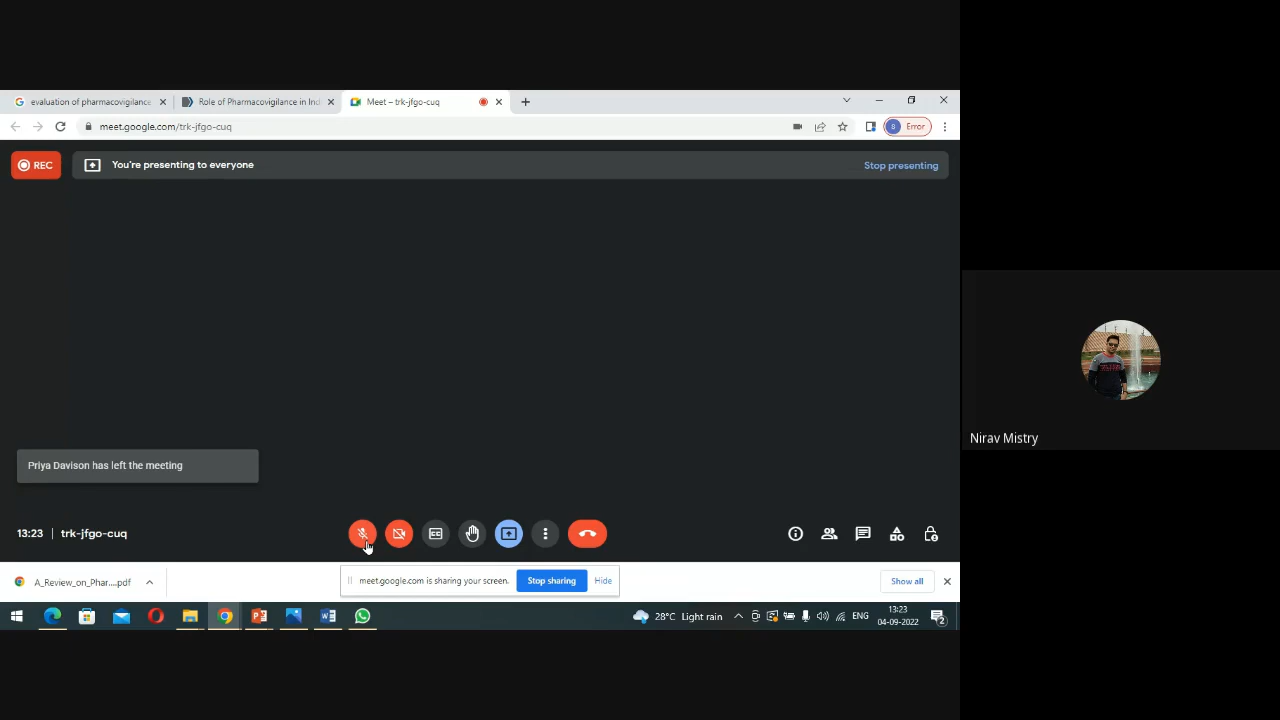 evaluation of pharmacovigilance
Role of Pharmacovigilance in Ind
Meet – trk-jfgo-cuq
meet.google.com/trk-jfgo-cuq
S
Error
REC
You're presenting to everyone
Stop presenting
Nirav Mistry
Priya Davison has left the meeting
13:23 | trk-jfgo-cuq
A_Review_on_Phar....pdf
meet.google.com is sharing your screen.
Stop sharing
Hide
Show all
28°C Light rain
ENG
13:23
04-09-2022
2